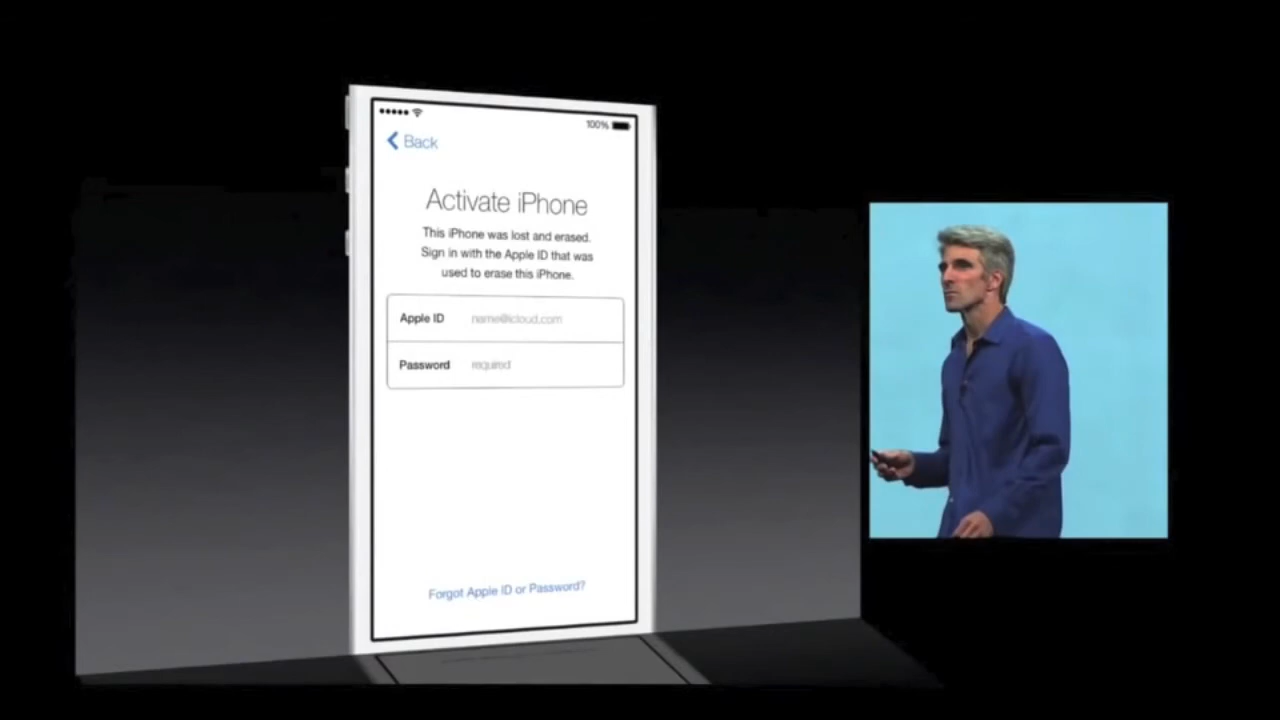 100%
Back
Activate iPhone
This iPhone was lost and erased.
Sign in with the Apple ID that was
used to erase this iPhone.
Apple ID name@icloud.com
Password required
Forgot Apple ID or Password?